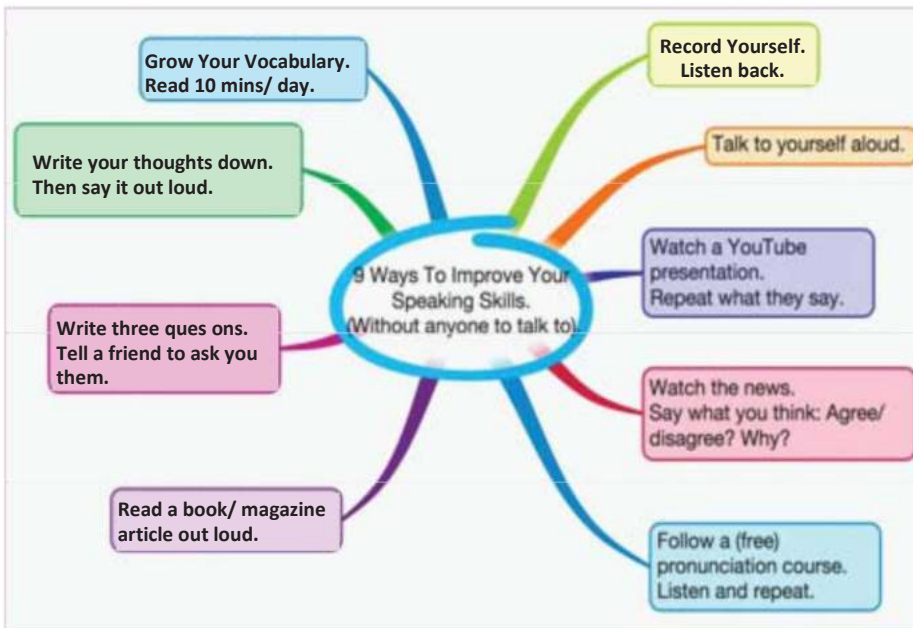 9 Ways To Improve Your
Speaking Skills.
(Without anyone to talk to)
Record Yourself.
Listen back.
Talk to yourself aloud.
Watch a YouTube
presentation.
Repeat what they say.
Watch the news.
Say what you think: Agree/
disagree? Why?
Follow a (free)
pronunciation course.
Listen and repeat.
Read a book/ magazine
article out loud.
Write three ques ons.
Tell a friend to ask you
them.
Write your thoughts down.
Then say it out loud.
Grow Your Vocabulary.
Read 10 mins/ day.